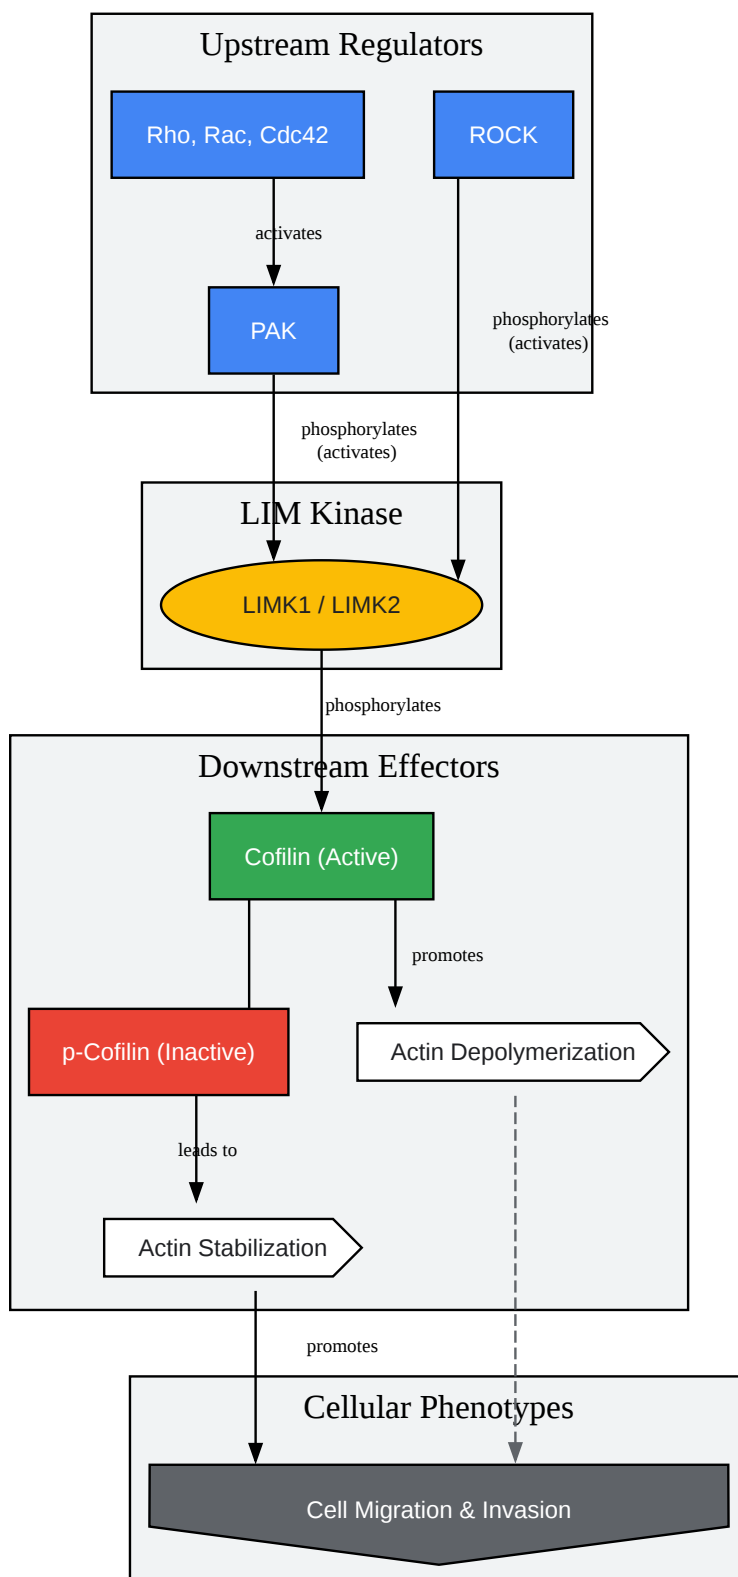 Upstream Regulators
Rho, Rac, Cdc42
ROCK
activates
PAK
phosphorylates
(activates)
phosphorylates
(activates)
LIM Kinase
LIMK1 / LIMK2
phosphorylates
Downstream Effectors
Cofilin (Active)
promotes
p-Cofilin (Inactive)
Actin Depolymerization
leads to
Actin Stabilization
promotes
Cellular Phenotypes
Cell Migration & Invasion